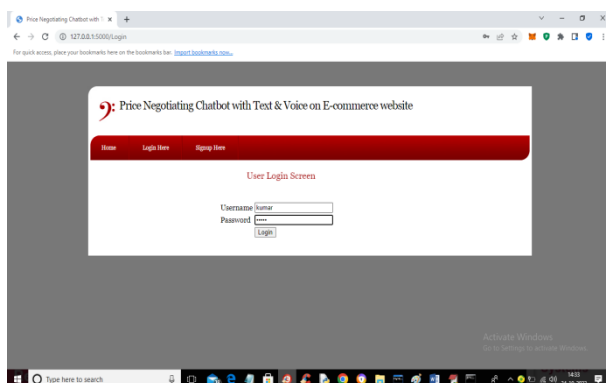 Price Negotiating Chatbot with T
127.0.0.1:5000/Login
For quick access, place your bookmarks here on the bookmarks bar. Import bookmarks now...
Price Negotiating Chatbot with Text & Voice on E-commerce website
Home Login Here Signup Here
User Login Screen
Username kumar
Password •••••
Login
Activate Windows
Go to Settings to activate Windows.
Type here to search
14:33